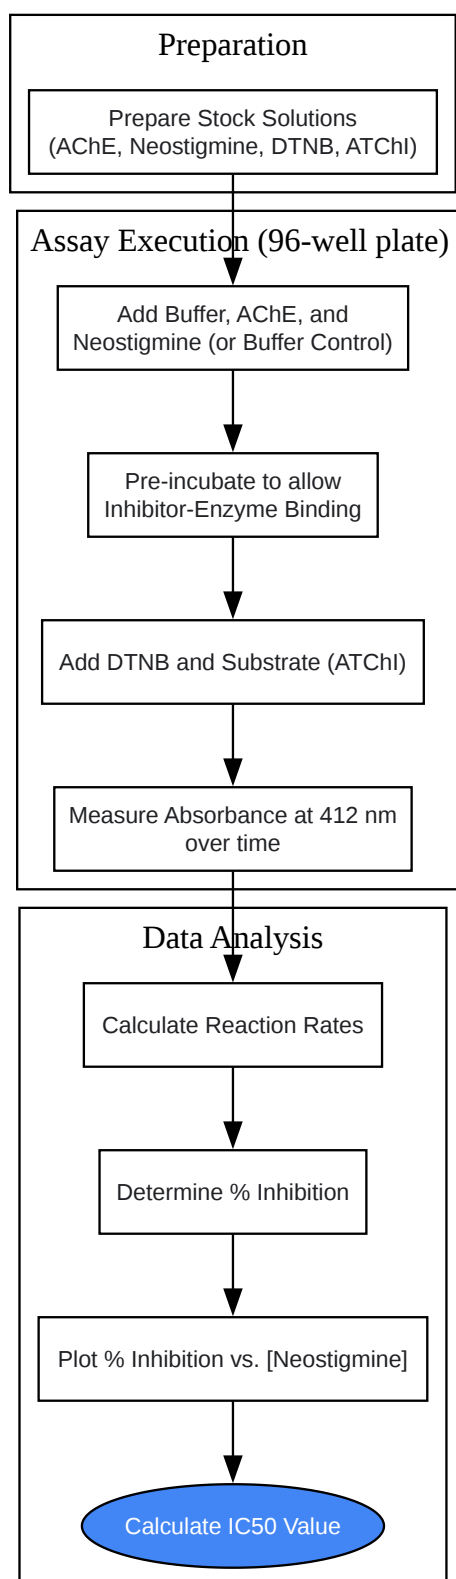 Preparation
Prepare Stock Solutions
(AChE, Neostigmine, DTNB, ATChI)
Assay Execution (96-well plate)
Add Buffer, AChE, and
Neostigmine (or Buffer Control)
Pre-incubate to allow
Inhibitor-Enzyme Binding
Add DTNB and Substrate (ATChI)
Measure Absorbance at 412 nm
over time
Data Analysis
Calculate Reaction Rates
Determine % Inhibition
Plot % Inhibition vs. [Neostigmine]
Calculate IC50 Value